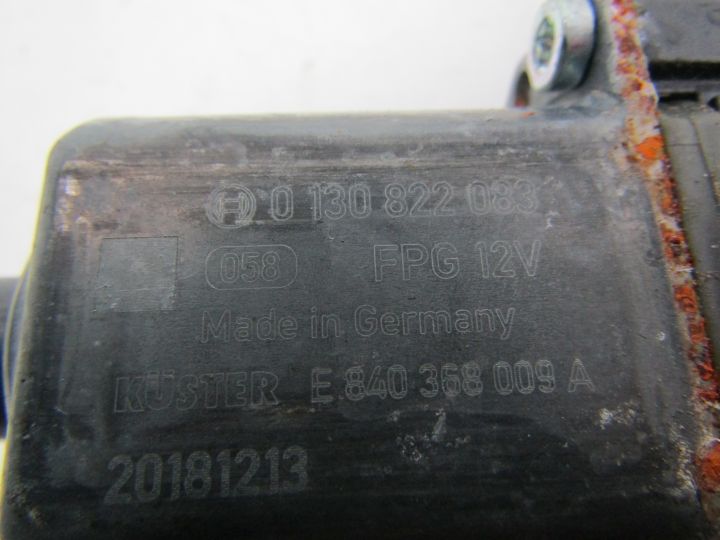 0 130 822 083
058 FPG 12V
Made in Germany
KÜSTER E 840 368 009 A
20181213